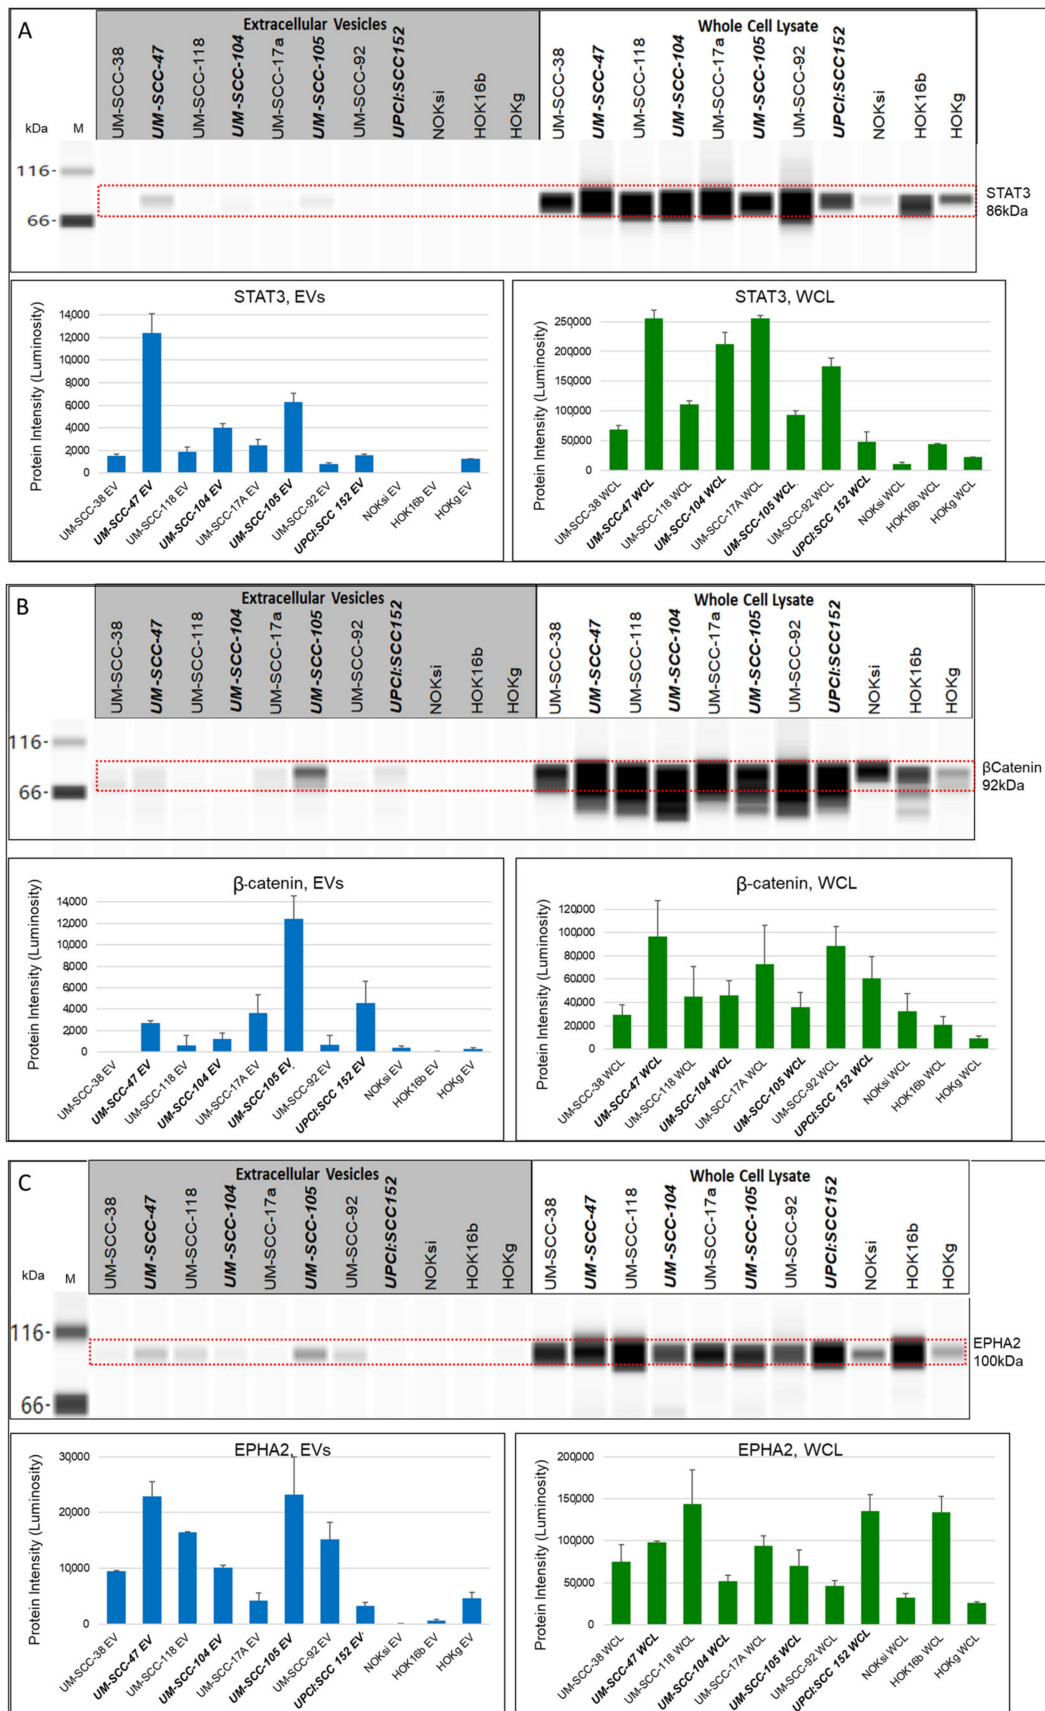 A
Extracellular Vesicles
Whole Cell Lysate
UM-SCC-38
UM-SCC-47
UM-SCC-118
UM-SCC-104
UM-SCC-17a
UM-SCC-105
UM-SCC-92
UPCI:SCC152
NOKsi
HOK16b
HOKg
UM-SCC-38
UM-SCC-47
UM-SCC-118
UM-SCC-104
UM-SCC-17a
UM-SCC-105
UM-SCC-92
UPCI:SCC152
NOKsi
HOK16b
HOKg
kDa
M
116-
66-
STAT3
86kDa
STAT3, EVs
Protein Intensity (Luminosity)
14000
12000
10000
8000
6000
4000
2000
0
UM-SCC-38 EV
UM-SCC-47 EV
UM-SCC-118 EV
UM-SCC-104 EV
UM-SCC-17A EV
UM-SCC-105 EV
UM-SCC-92 EV
UPCI:SCC 152 EV
NOKsi EV
HOK16b EV
HOKg EV
STAT3, WCL
Protein Intensity (Luminosity)
250000
200000
150000
100000
50000
0
UM-SCC-38 WCL
UM-SCC-47 WCL
UM-SCC-118 WCL
UM-SCC-104 WCL
UM-SCC-17A WCL
UM-SCC-105 WCL
UM-SCC-92 WCL
UPCI:SCC 152 WCL
NOKsi WCL
HOK16b WCL
HOKg WCL
B
Extracellular Vesicles
Whole Cell Lysate
UM-SCC-38
UM-SCC-47
UM-SCC-118
UM-SCC-104
UM-SCC-17a
UM-SCC-105
UM-SCC-92
UPCI:SCC152
NOKsi
HOK16b
HOKg
UM-SCC-38
UM-SCC-47
UM-SCC-118
UM-SCC-104
UM-SCC-17a
UM-SCC-105
UM-SCC-92
UPCI:SCC152
NOKsi
HOK16b
HOKg
116-
66-
βCatenin
92kDa
β-catenin, EVs
Protein Intensity (Luminosity)
14000
12000
10000
8000
6000
4000
2000
0
UM-SCC-38 EV
UM-SCC-47 EV
UM-SCC-118 EV
UM-SCC-104 EV
UM-SCC-17A EV
UM-SCC-105 EV
UM-SCC-92 EV
UPCI:SCC 152 EV
NOKsi EV
HOK16b EV
HOKg EV
β-catenin, WCL
Protein Intensity (Luminosity)
120000
100000
80000
60000
40000
20000
0
UM-SCC-38 WCL
UM-SCC-47 WCL
UM-SCC-118 WCL
UM-SCC-104 WCL
UM-SCC-17A WCL
UM-SCC-105 WCL
UM-SCC-92 WCL
UPCI:SCC 152 WCL
NOKsi WCL
HOK16b WCL
HOKg WCL
C
Extracellular Vesicles
Whole Cell Lysate
UM-SCC-38
UM-SCC-47
UM-SCC-118
UM-SCC-104
UM-SCC-17a
UM-SCC-105
UM-SCC-92
UPCI:SCC152
NOKsi
HOK16b
HOKg
UM-SCC-38
UM-SCC-47
UM-SCC-118
UM-SCC-104
UM-SCC-17a
UM-SCC-105
UM-SCC-92
UPCI:SCC152
NOKsi
HOK16b
HOKg
kDa
M
116-
66-
EPHA2
100kDa
EPHA2, EVs
Protein Intensity (Luminosity)
30000
20000
10000
0
UM-SCC-38 EV
UM-SCC-47 EV
UM-SCC-118 EV
UM-SCC-104 EV
UM-SCC-17A EV
UM-SCC-105 EV
UM-SCC-92 EV
UPCI:SCC 152 EV
NOKsi EV
HOK16b EV
HOKg EV
EPHA2, WCL
Protein Intensity (Luminosity)
200000
150000
100000
50000
0
UM-SCC-38 WCL
UM-SCC-47 WCL
UM-SCC-118 WCL
UM-SCC-104 WCL
UM-SCC-17A WCL
UM-SCC-105 WCL
UM-SCC-92 WCL
UPCI:SCC 152 WCL
NOKsi WCL
HOK16b WCL
HOKg WCL